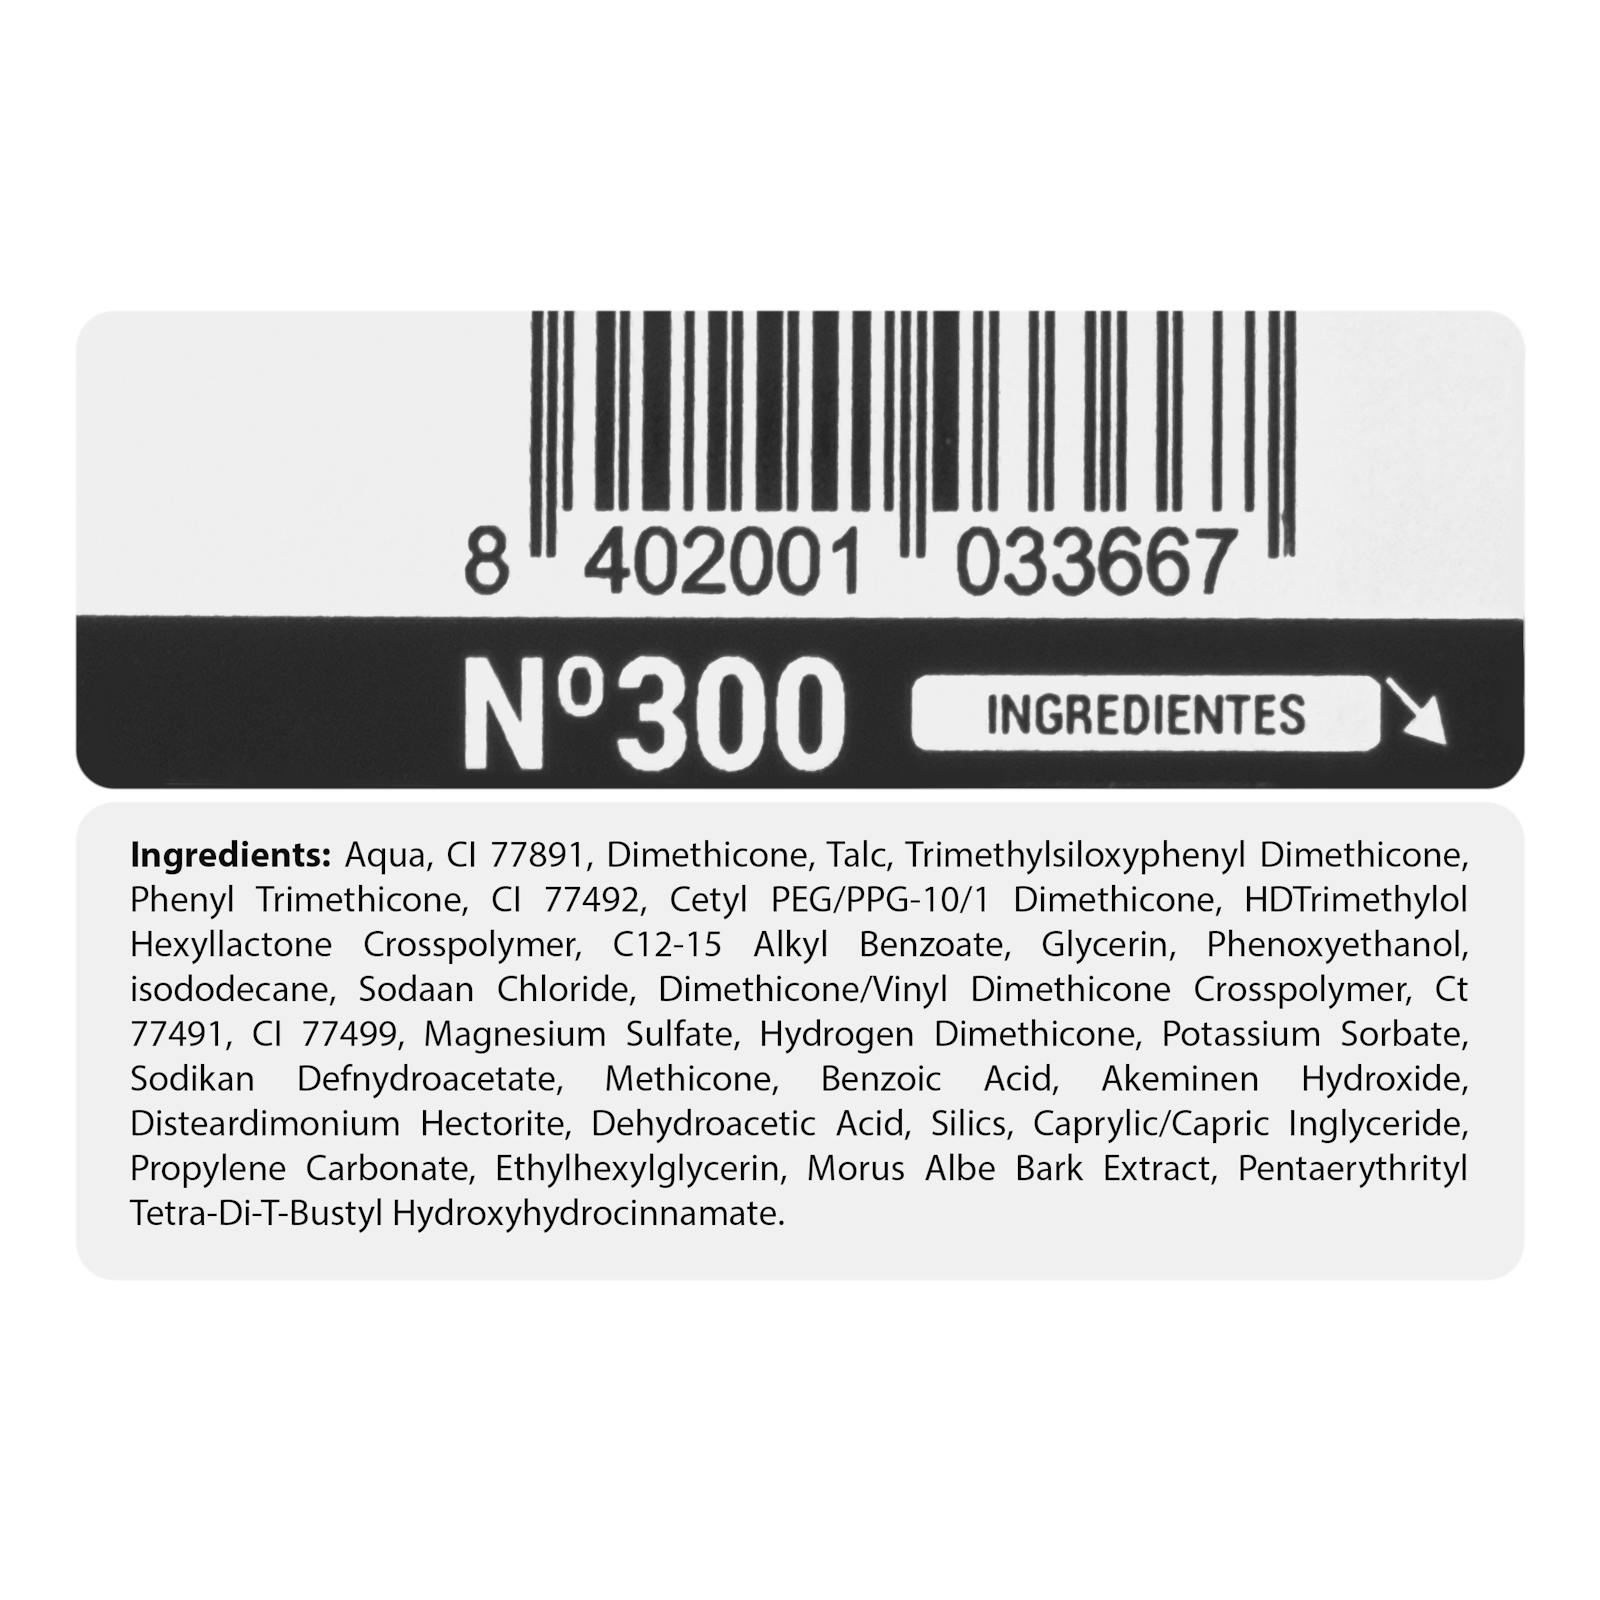 8 402001 033667
Nº300 INGREDIENTES
Ingredients: Aqua, CI 77891, Dimethicone, Talc, Trimethylsiloxyphenyl Dimethicone,
Phenyl Trimethicone, CI 77492, Cetyl PEG/PPG-10/1 Dimethicone, HDTrimethylol
Hexyllactone Crosspolymer, C12-15 Alkyl Benzoate, Glycerin, Phenoxyethanol,
isododecane, Sodaan Chloride, Dimethicone/Vinyl Dimethicone Crosspolymer, Ct
77491, CI 77499, Magnesium Sulfate, Hydrogen Dimethicone, Potassium Sorbate,
Sodikan Defnydroacetate, Methicone, Benzoic Acid, Akeminen Hydroxide,
Disteardimonium Hectorite, Dehydroacetic Acid, Silics, Caprylic/Capric Inglyceride,
Propylene Carbonate, Ethylhexylglycerin, Morus Albe Bark Extract, Pentaerythrityl
Tetra-Di-T-Bustyl Hydroxyhydrocinnamate.